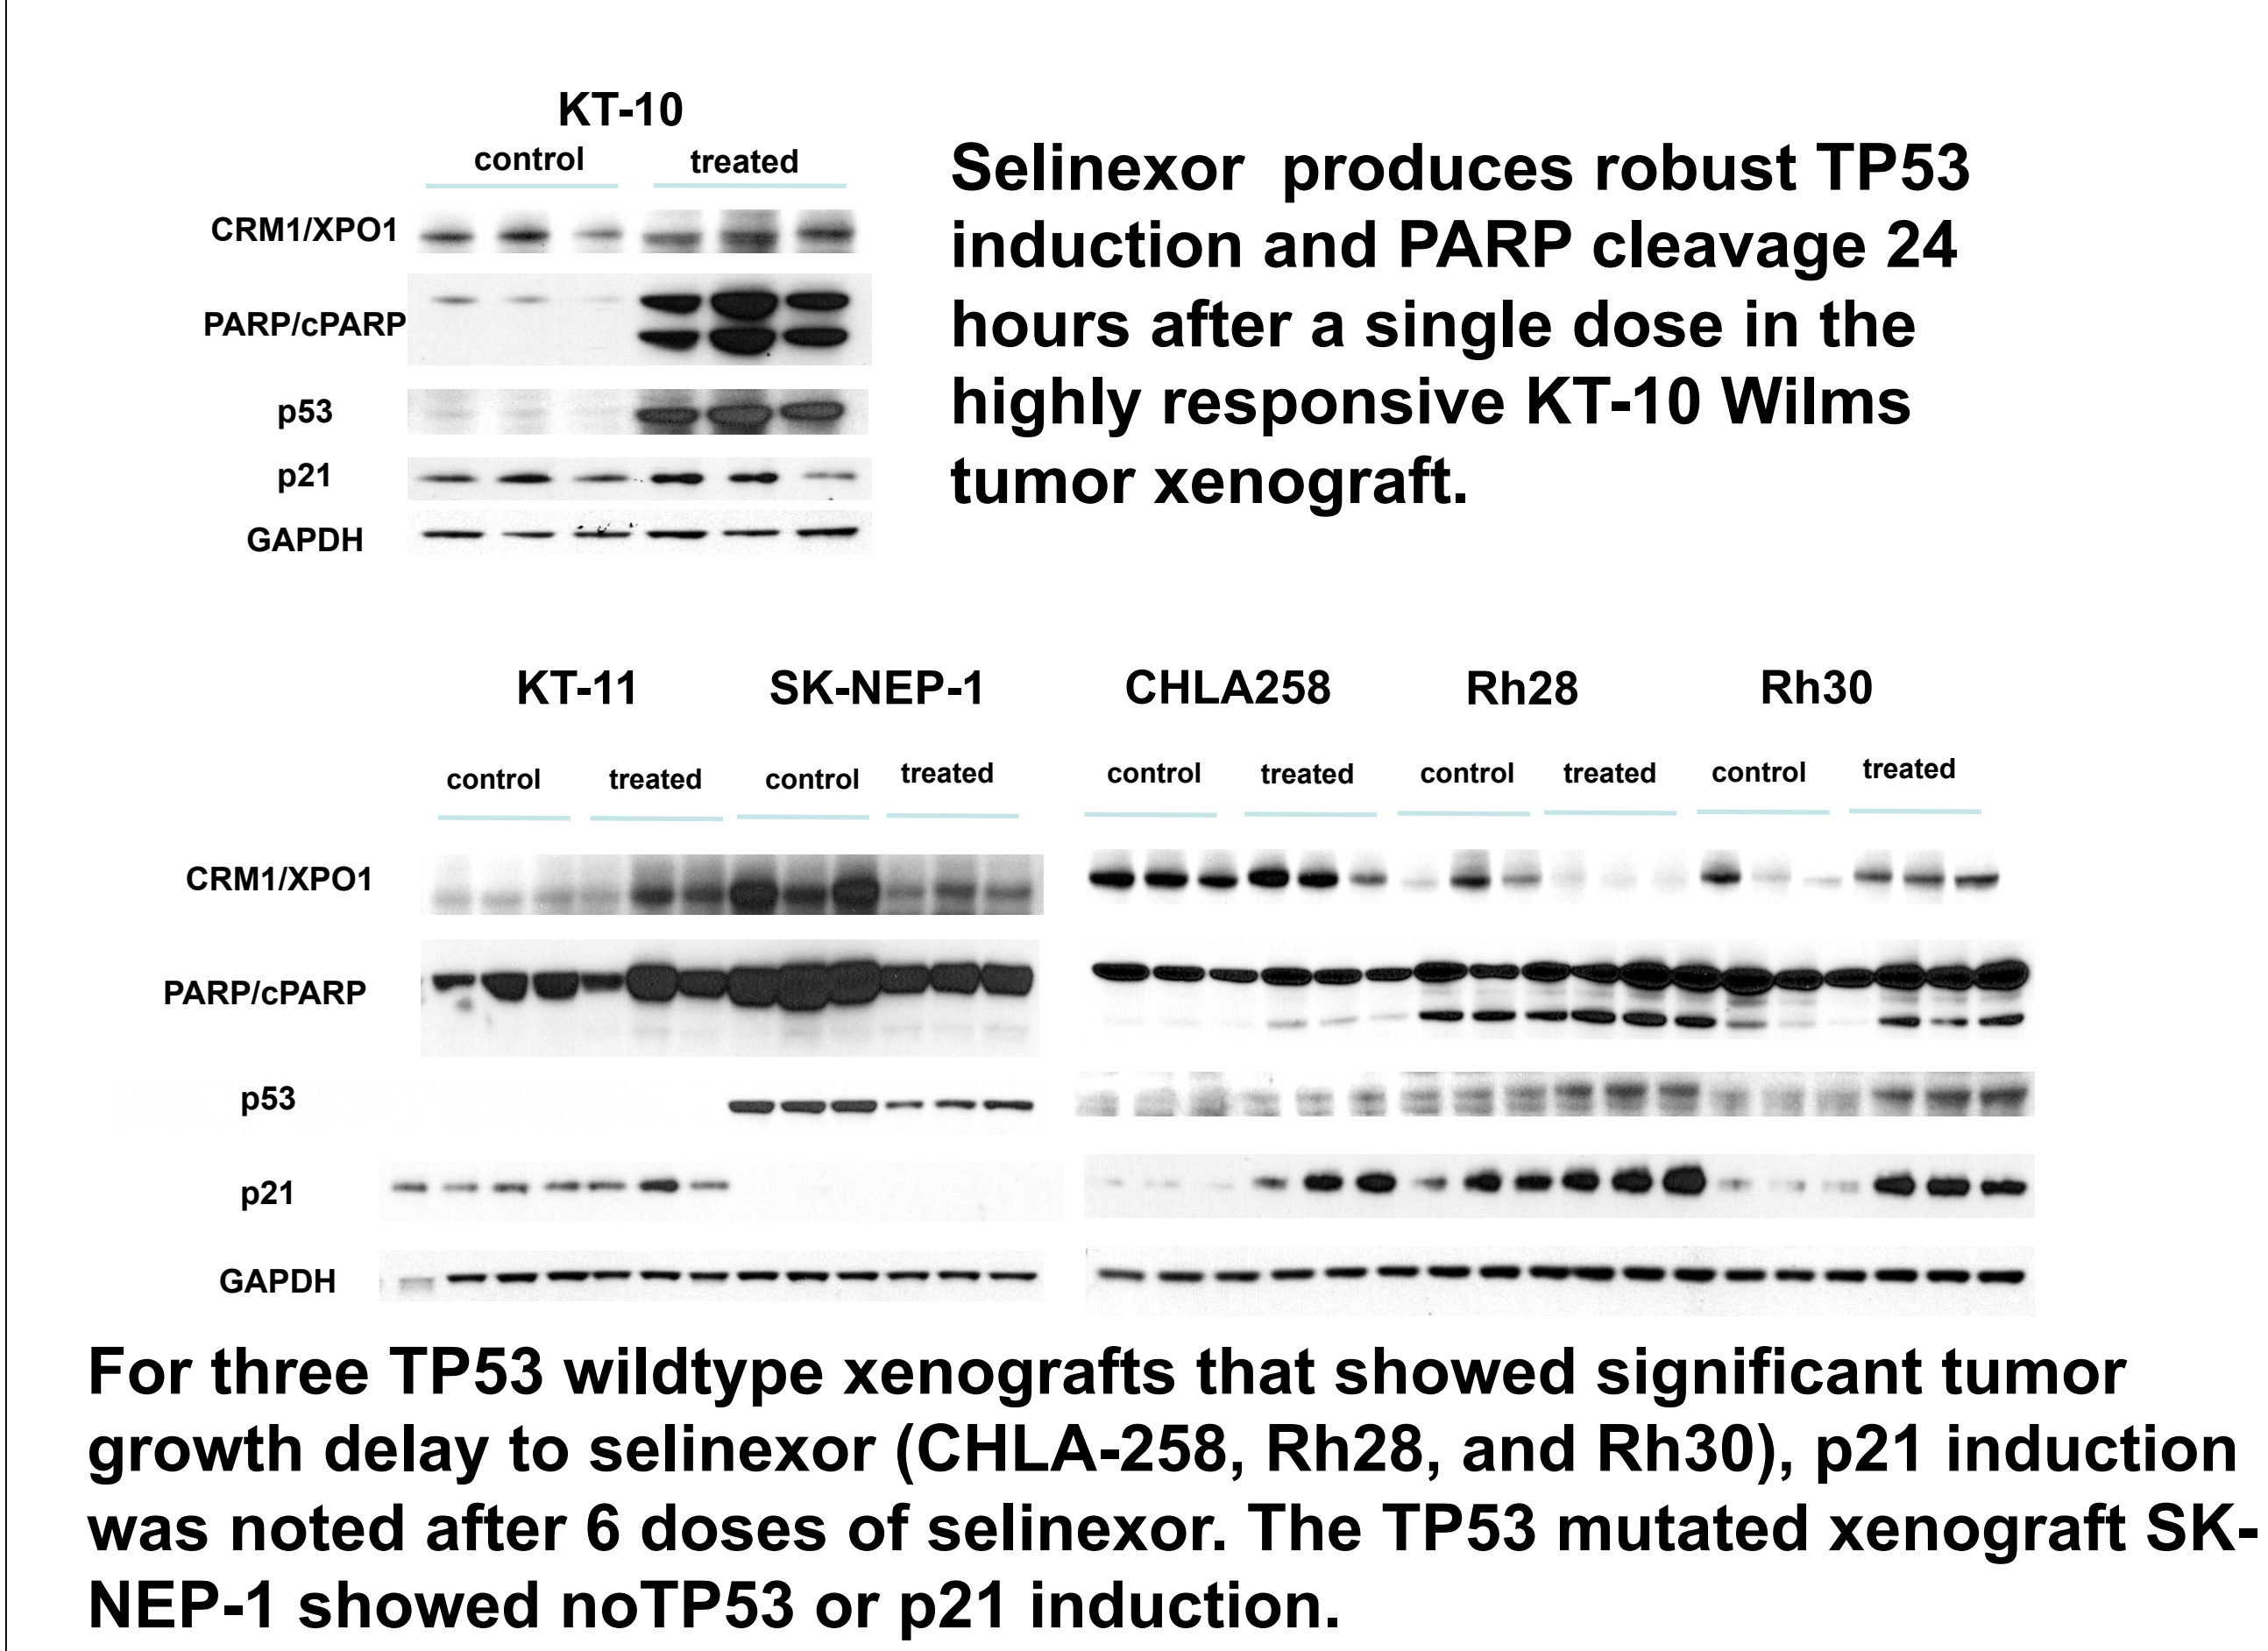 KT-10
control treated
CRM1/XPO1
PARP/cPARP
p53
p21
GAPDH
Selinexor produces robust TP53
induction and PARP cleavage 24
hours after a single dose in the
highly responsive KT-10 Wilms
tumor xenograft.
KT-11 SK-NEP-1 CHLA258 Rh28 Rh30
control treated control treated control treated control treated control treated
CRM1/XPO1
PARP/cPARP
p53
p21
GAPDH
For three TP53 wildtype xenografts that showed significant tumor
growth delay to selinexor (CHLA-258, Rh28, and Rh30), p21 induction
was noted after 6 doses of selinexor. The TP53 mutated xenograft SK-
NEP-1 showed noTP53 or p21 induction.